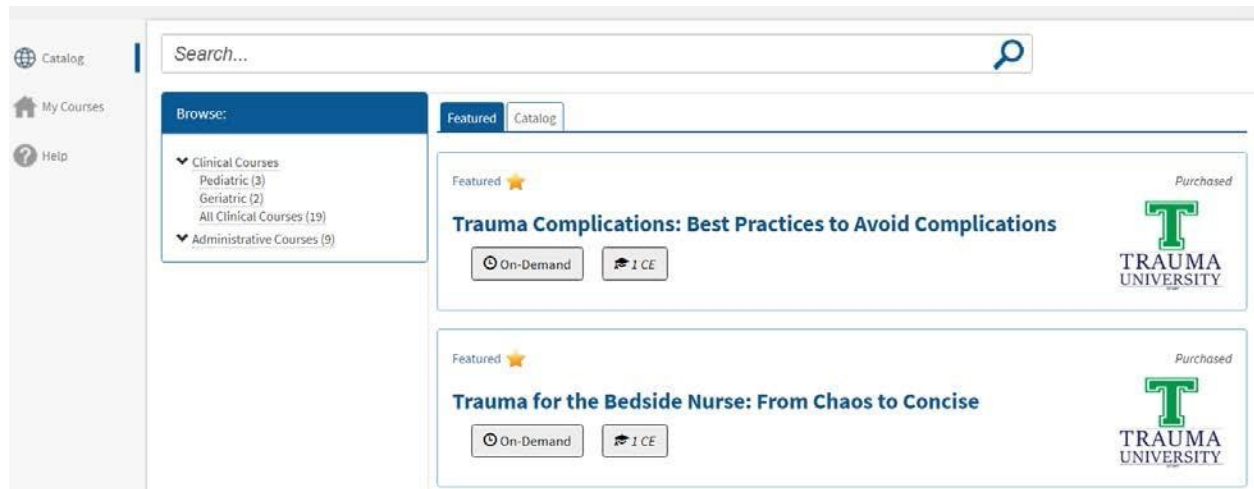 Catalog
My Courses
Help
Search...
Browse:
Clinical Courses
Pediatric (3)
Geriatric (2)
All Clinical Courses (19)
Administrative Courses (9)
Featured Catalog
Featured Purchased
Trauma Complications: Best Practices to Avoid Complications
On-Demand 1 CE
T
TRAUMA
UNIVERSITY
Featured Purchased
Trauma for the Bedside Nurse: From Chaos to Concise
On-Demand 1 CE
T
TRAUMA
UNIVERSITY